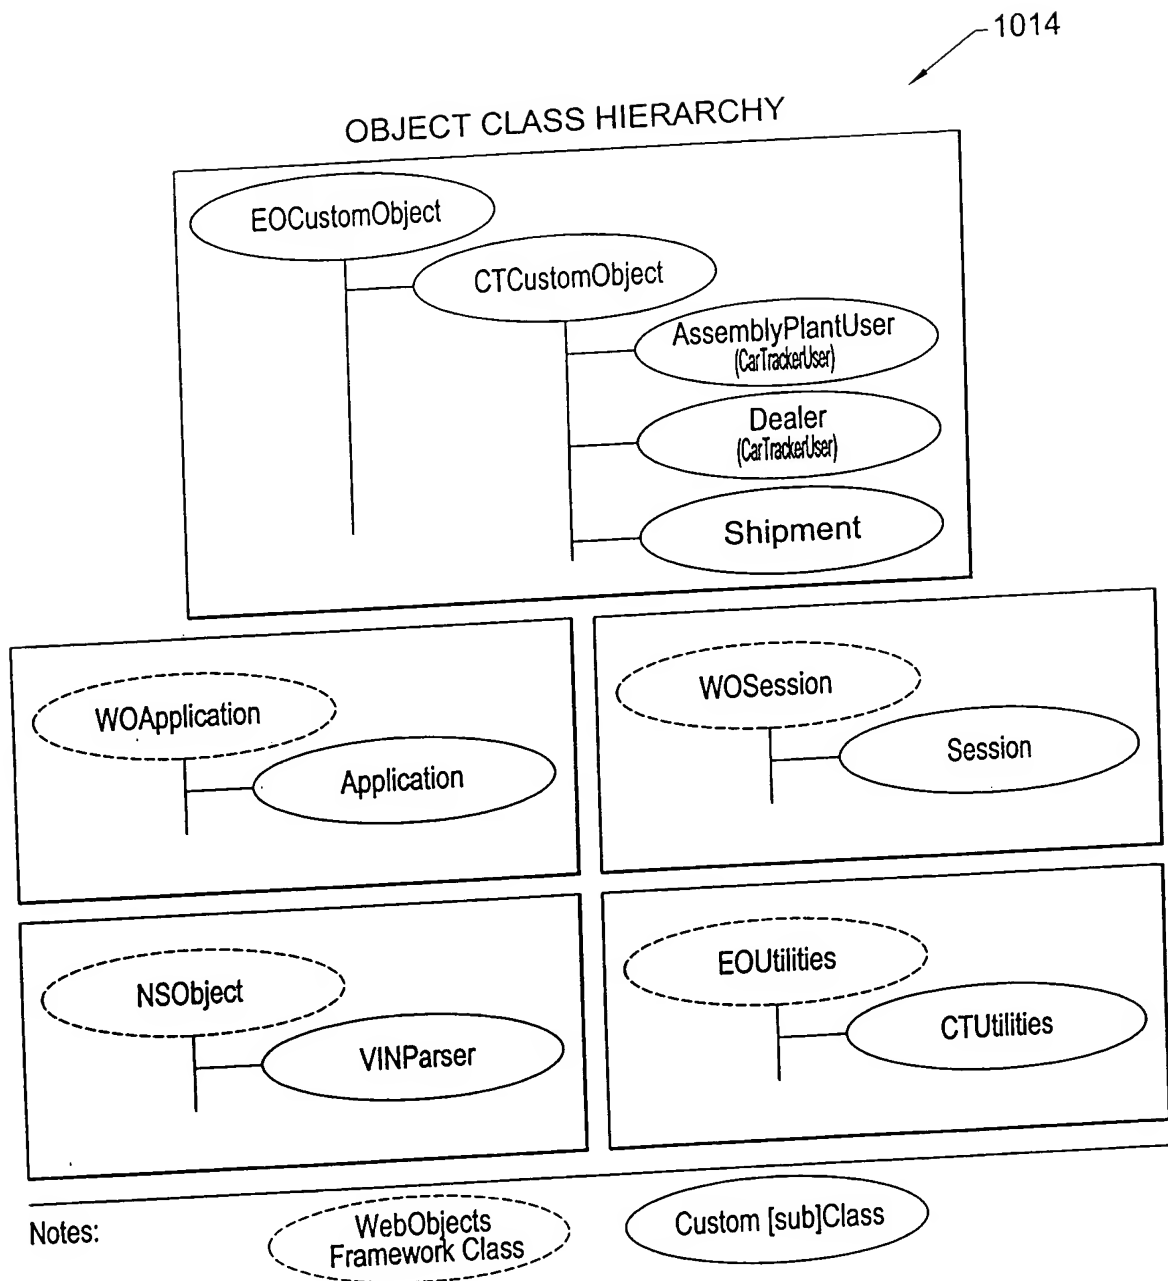 1014
OBJECT CLASS HIERARCHY
EOCustomObject
CTCustomObject
AssemblyPlantUser
(CarTrackerUser)
Dealer
(CarTrackerUser)
Shipment
WOApplication
Application
WOSession
Session
NSObject
VINParser
EOUtilities
CTUtilities
Notes:
WebObjects
Framework Class
Custom [sub]Class